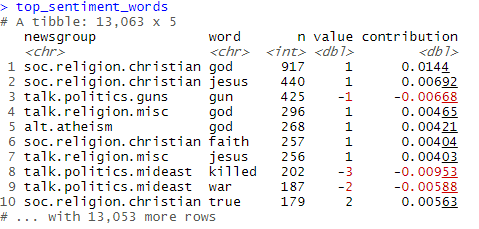 > top_sentiment_words
# A tibble: 13,063 x 5
newsgroup word n value contribution
<chr> <chr> <int> <dbl> <dbl>
1 soc.religion.christian god 917 1 0.0144
2 soc.religion.christian jesus 440 1 0.00692
3 talk.politics.guns gun 425 -1 -0.00668
4 talk.religion.misc god 296 1 0.00465
5 alt.atheism god 268 1 0.00421
6 soc.religion.christian faith 257 1 0.00404
7 talk.religion.misc jesus 256 1 0.00403
8 talk.politics.mideast killed 202 -3 -0.00953
9 talk.politics.mideast war 187 -2 -0.00588
10 soc.religion.christian true 179 2 0.00563
# ... with 13,053 more rows